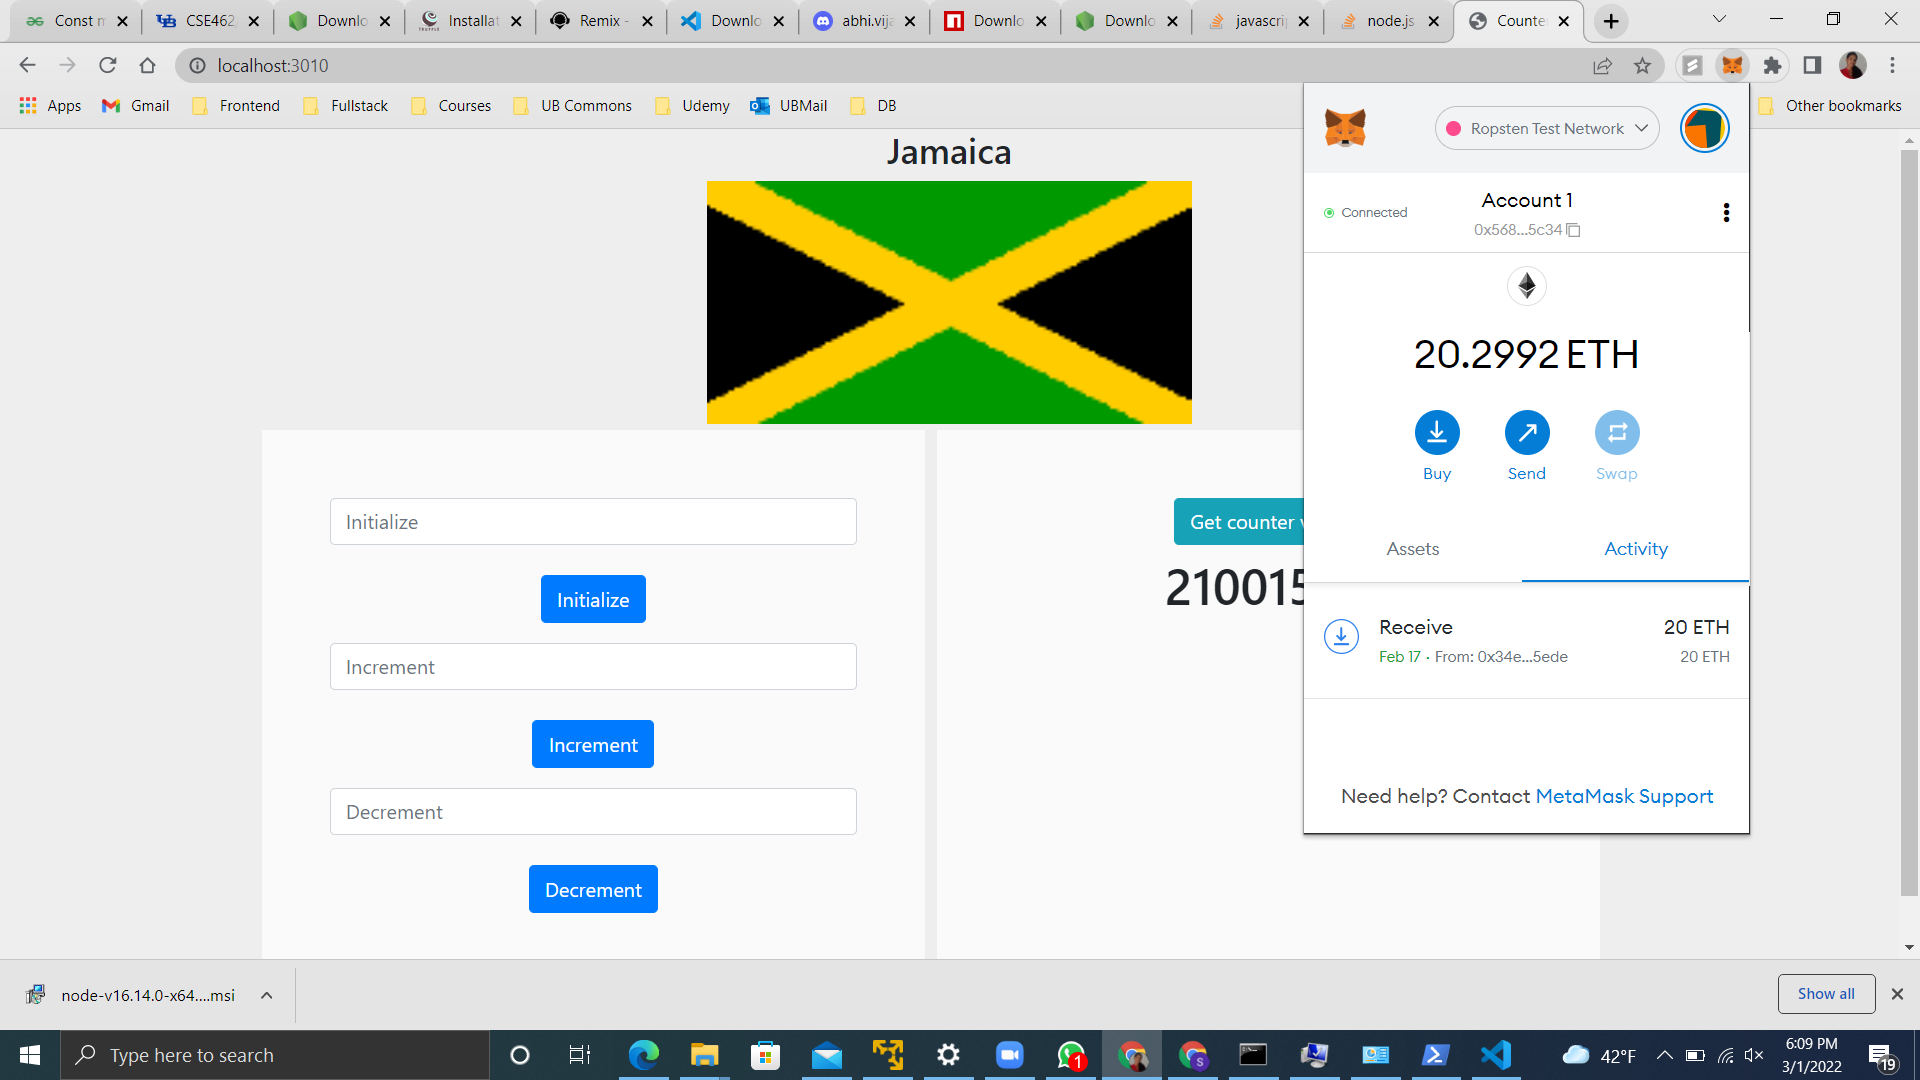 Const m
CSE462
Downlo
Installat
Remix -
Downlo
abhi.vija
Downlo
Downlo
javascrip
node.js
Counte
localhost:3010
Apps
Gmail
Frontend
Fullstack
Courses
UB Commons
Udemy
UBMail
DB
Other bookmarks
Jamaica
Initialize
Initialize
Increment
Increment
Decrement
Decrement
Get counter v
210015
Ropsten Test Network
Connected
Account 1
0x568...5c34
20.2992 ETH
Buy
Send
Swap
Assets
Activity
Receive
20 ETH
Feb 17 · From: 0x34e...5ede
20 ETH
Need help? Contact MetaMask Support
node-v16.14.0-x64....msi
Show all
Type here to search
1
S
42°F
6:09 PM
3/1/2022
19